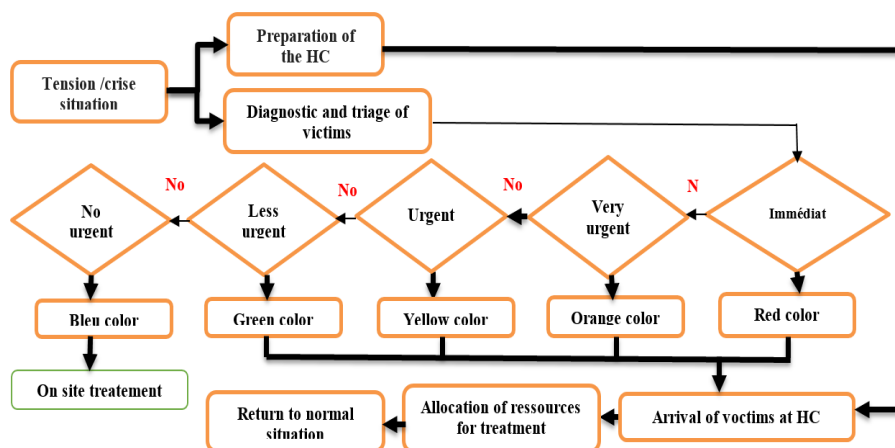 Preparation of
the HC
Tension /crise
situation
Diagnostic and triage of
victims
No
No
No
N
No
urgent
Less
urgent
Urgent
Very
urgent
Immédiat
Bleu color
Green color
Yellow color
Orange color
Red color
On site treatement
Return to normal
situation
Allocation of ressources
for treatment
Arrival of voctims at HC